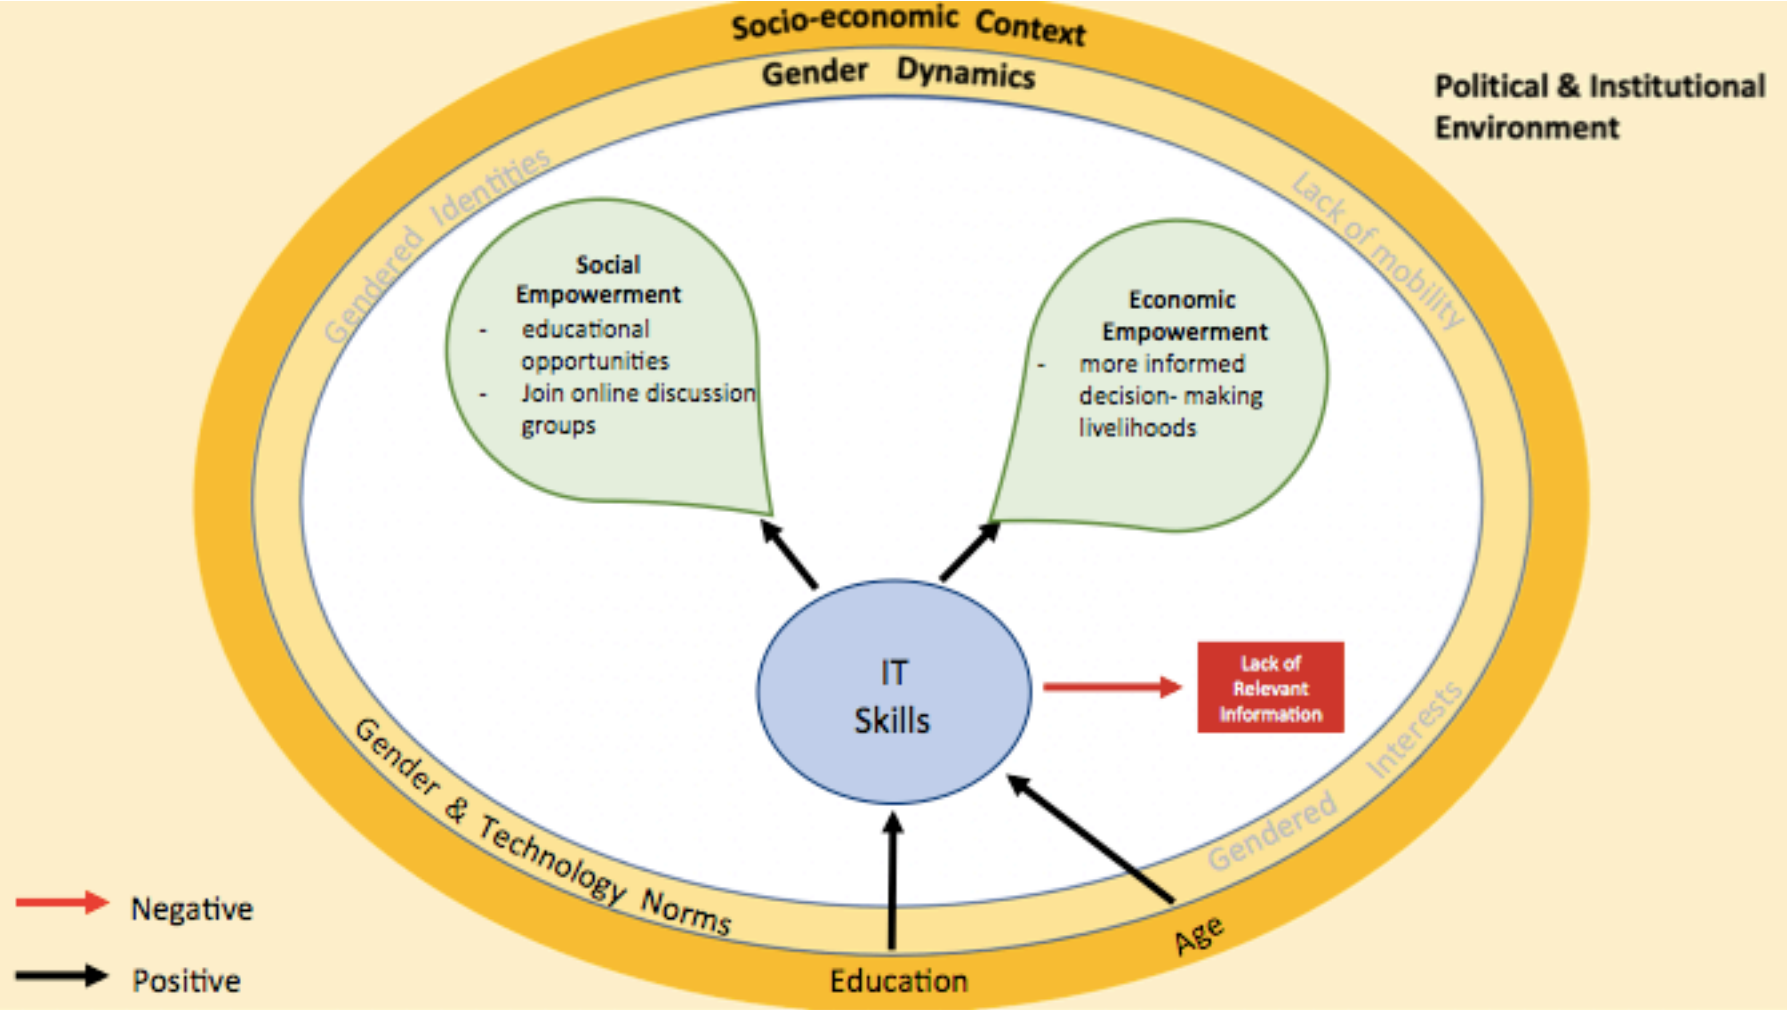 Socio-economic Context
Gender Dynamics
Political & Institutional
Environment
Gendered Identities
Lack of mobility
Social
Empowerment
- educational
opportunities
- Join online discussion
groups
Economic
Empowerment
- more informed
decision- making
livelihoods
IT
Skills
Lack of
Relevant
Information
Gendered Interests
Gender & Technology Norms
Age
Education
Negative
Positive